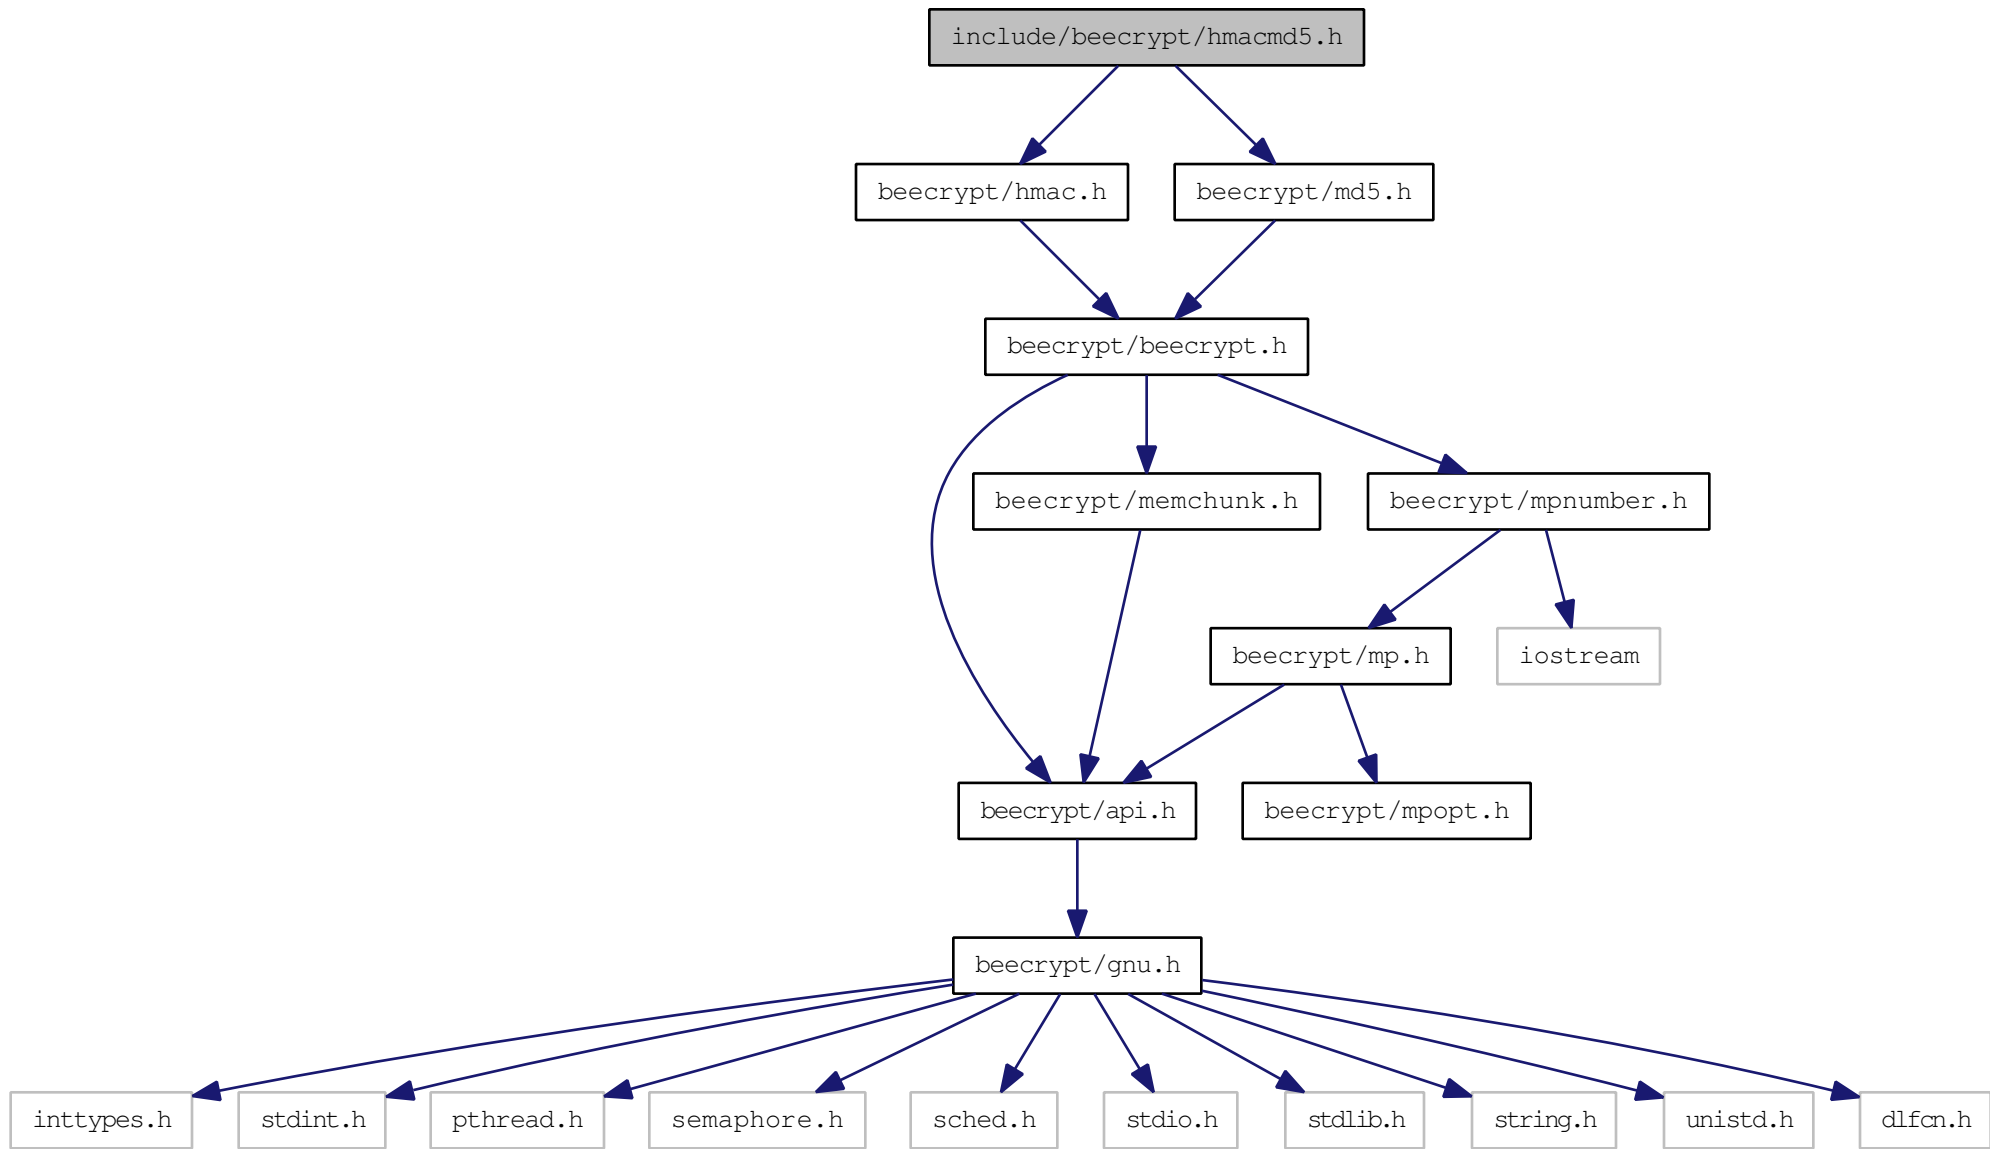 include/beecrypt/hmacmd5.h
beecrypt/hmac.h
beecrypt/md5.h
beecrypt/beecrypt.h
beecrypt/memchunk.h
beecrypt/mpnumber.h
beecrypt/mp.h
iostream
beecrypt/api.h
beecrypt/mpopt.h
beecrypt/gnu.h
inttypes.h
stdint.h
pthread.h
semaphore.h
sched.h
stdio.h
stdlib.h
string.h
unistd.h
dlfcn.h